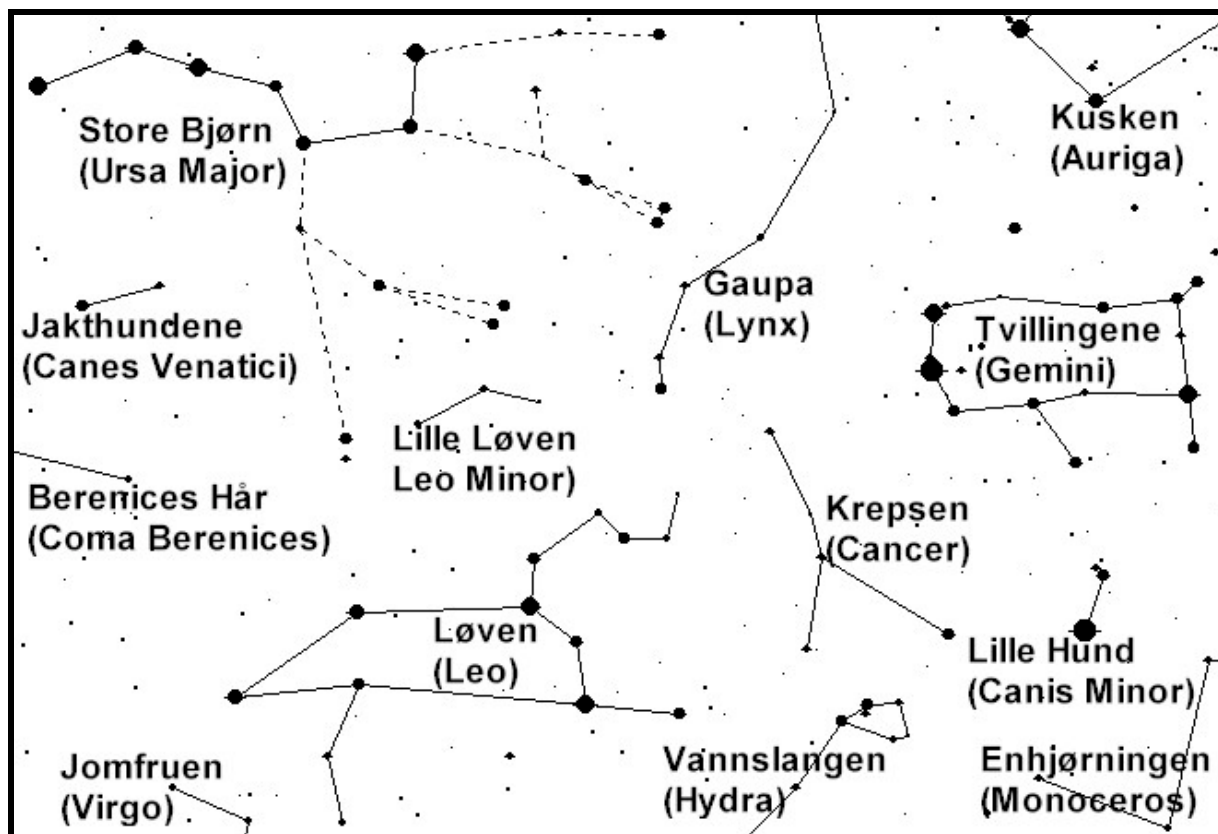 Store Bjørn
(Ursa Major)
Kusken
(Auriga)
Gaupa
(Lynx)
Jakthundene
(Canes Venatici)
Tvillingene
(Gemini)
Lille Løven
Leo Minor)
Berenices Hår
(Coma Berenices)
Krepsen
(Cancer)
Løven
(Leo)
Lille Hund
(Canis Minor)
Jomfruen
(Virgo)
Vannslangen
(Hydra)
Enhjørningen
(Monoceros)